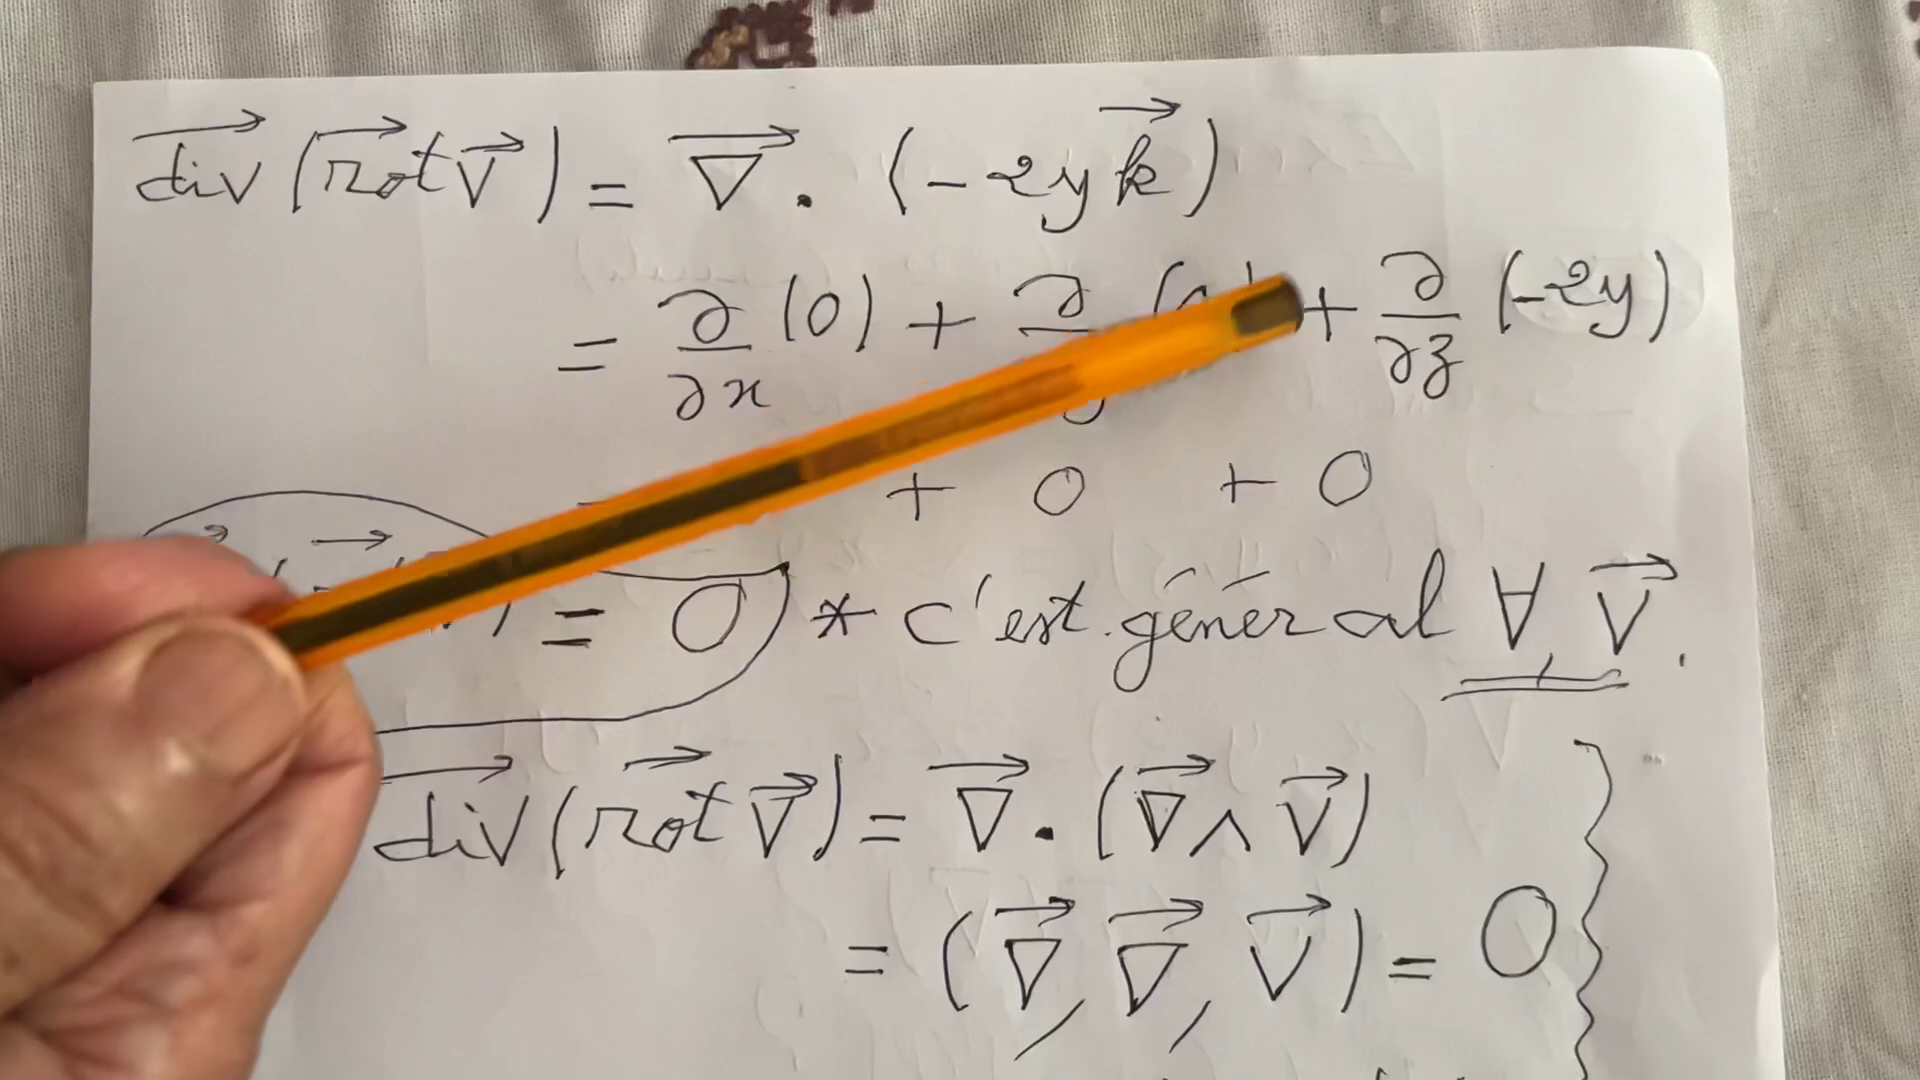 div⃗ (rot⃗ V⃗) = ∇⃗ . (-2y k⃗)
= ∂/∂x (0) + ∂ ( + ∂/∂z (-2y)
+ 0 + 0
= 0 * c'est général ∀, V⃗.
div⃗ (rot⃗ V⃗) = ∇⃗ . (∇⃗ ∧ V⃗)
= (∇⃗, ∇⃗, V⃗) = 0